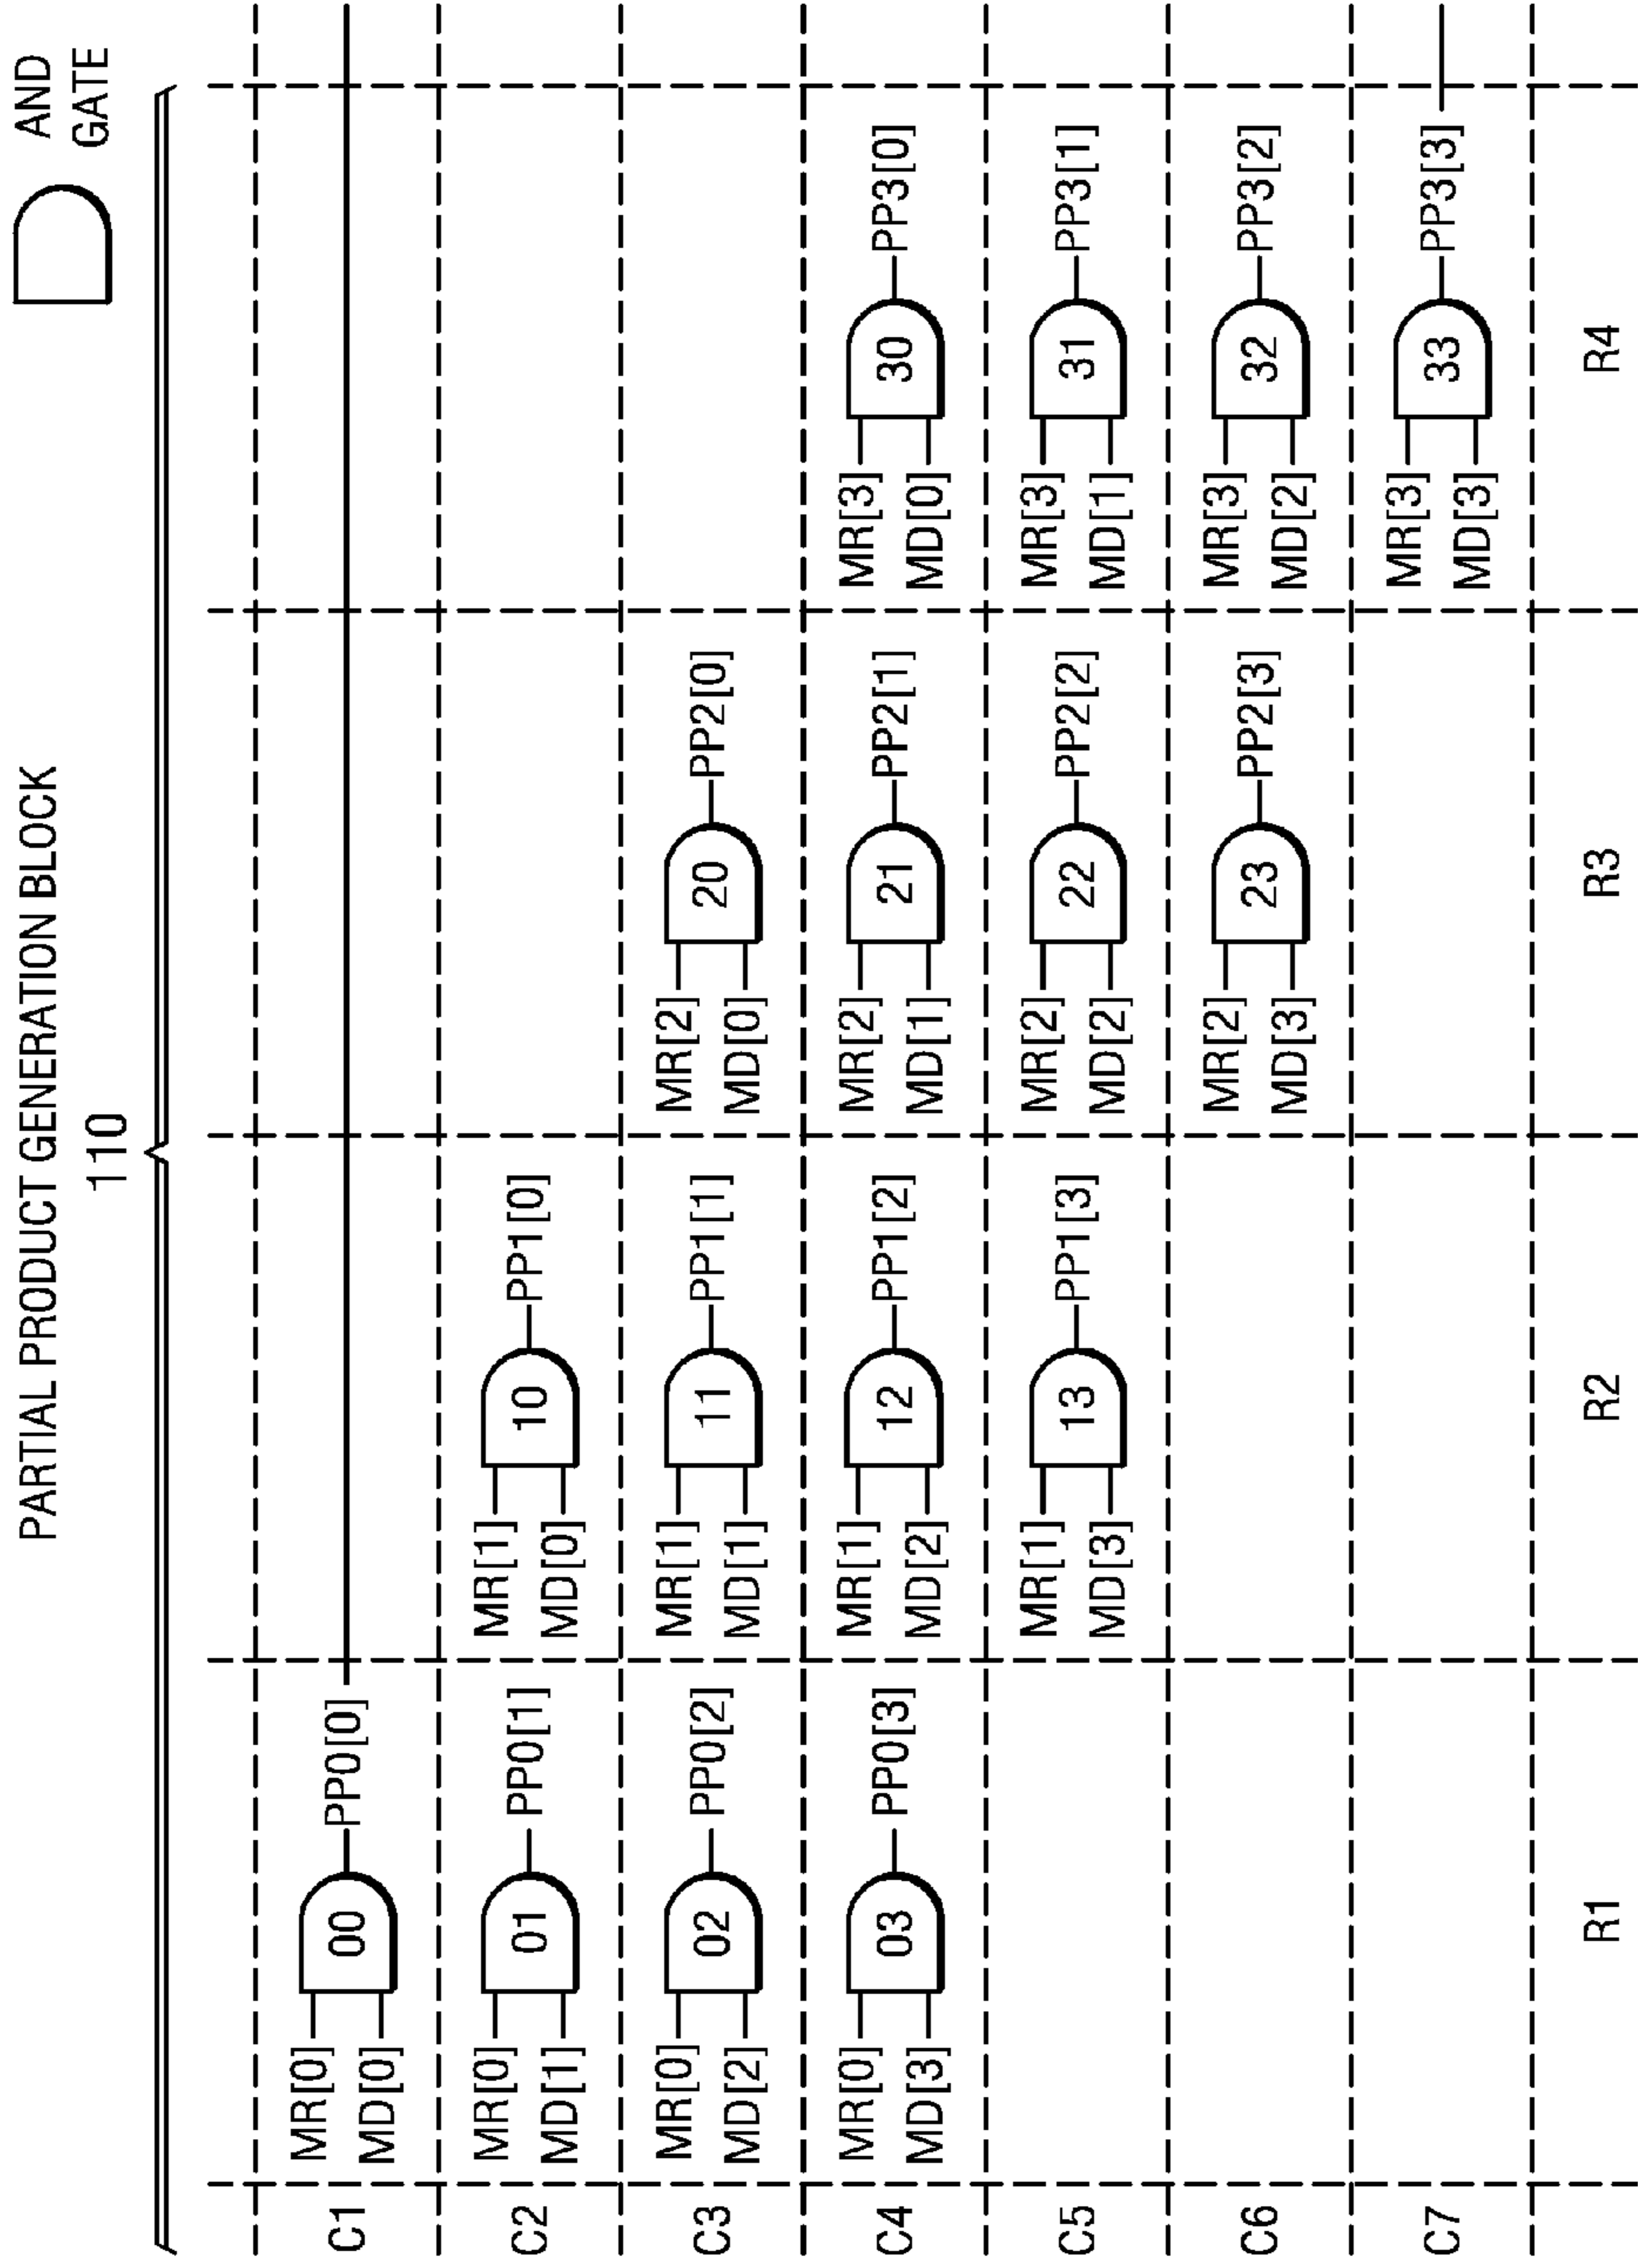 PARTIAL PRODUCT GENERATION BLOCK
110
AND
GATE
C1
MR[0]
MD[0]
00
PP0[0]
C2
MR[0]
MD[1]
01
PP0[1]
MR[1]
MD[0]
10
PP1[0]
C3
MR[0]
MD[2]
02
PP0[2]
MR[1]
MD[1]
11
PP1[1]
MR[2]
MD[0]
20
PP2[0]
C4
MR[0]
MD[3]
03
PP0[3]
MR[1]
MD[2]
12
PP1[2]
MR[2]
MD[1]
21
PP2[1]
MR[3]
MD[0]
30
PP3[0]
C5
MR[1]
MD[3]
13
PP1[3]
MR[2]
MD[2]
22
PP2[2]
MR[3]
MD[1]
31
PP3[1]
C6
MR[2]
MD[3]
23
PP2[3]
MR[3]
MD[2]
32
PP3[2]
C7
MR[3]
MD[3]
33
PP3[3]
R1
R2
R3
R4